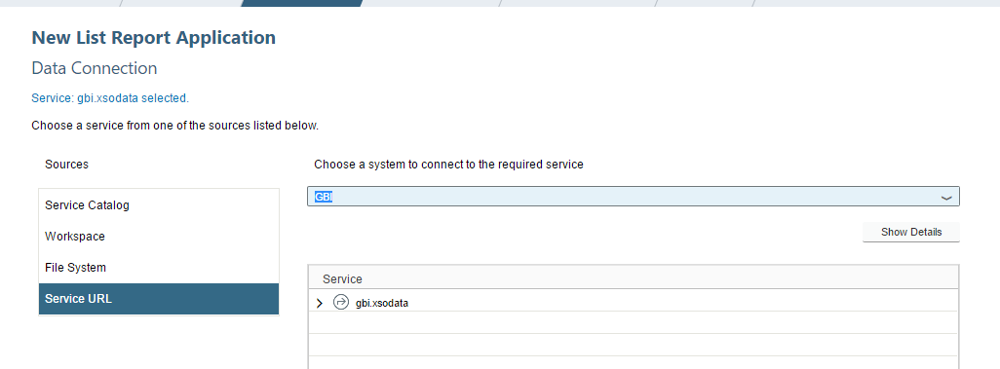 New List Report Application
Data Connection
Service: gbi.xsodata selected.
Choose a service from one of the sources listed below.
Sources
Choose a system to connect to the required service
GBI
Service Catalog
Workspace
File System
Service URL
Show Details
Service
gbi.xsodata